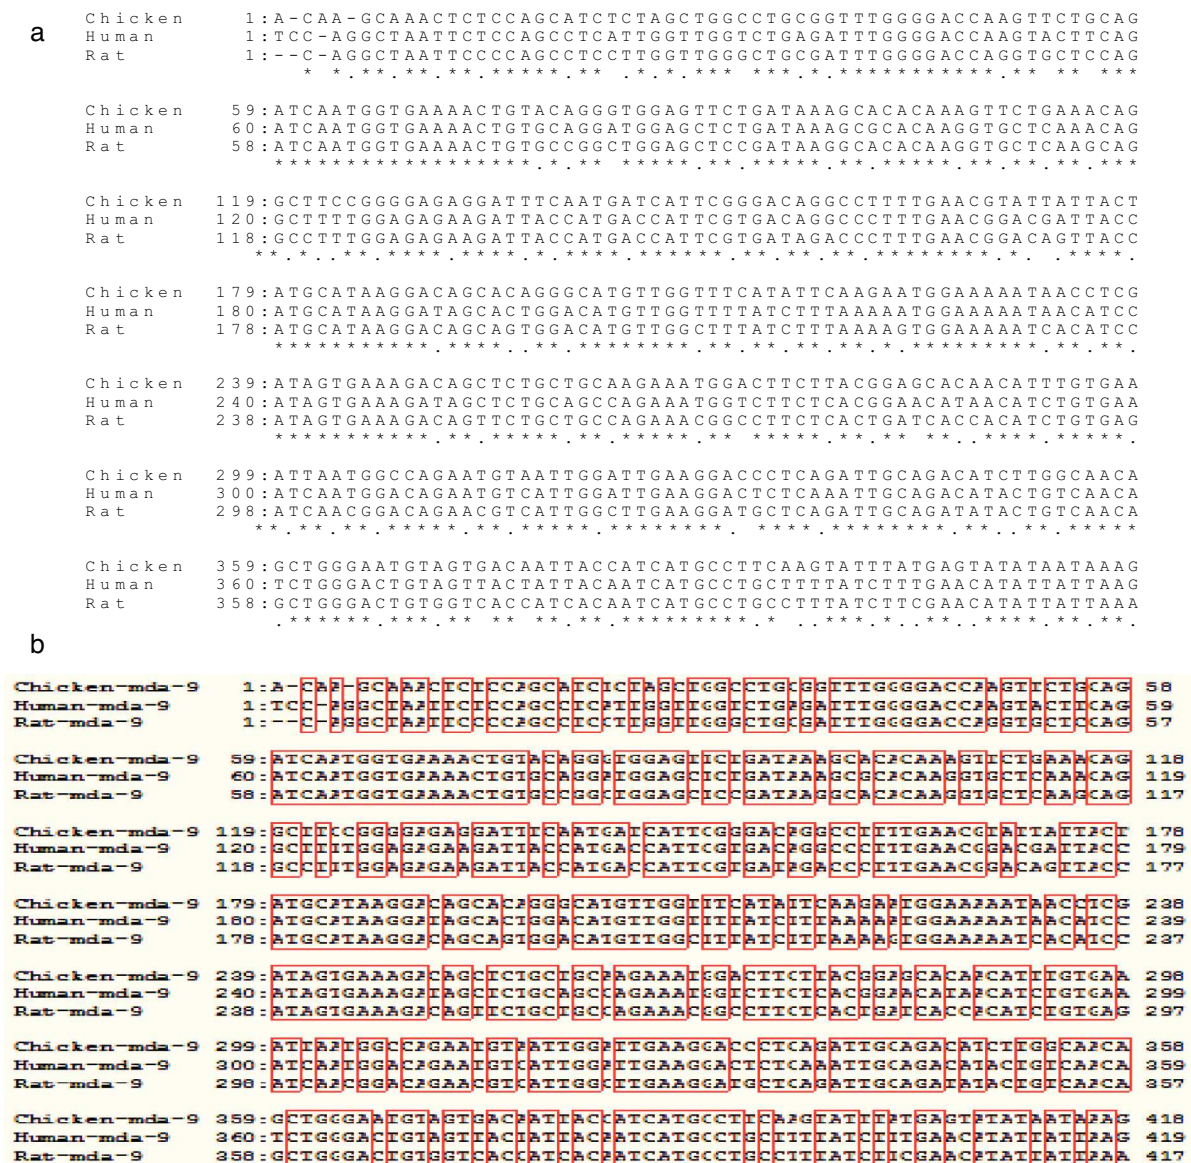 a
Chicken 1:A-CAA-GCAAACTCTCCAGCATCTCTAGCTGGCCTGCGGTTTGGGGACCAAGTTCTGCAG
Human 1:TCC-AGGCTAATTCTCCAGCCTCATTGGTTGGTCTGAGATTTGGGGACCAAGTACTTCAG
Rat 1:--C-AGGCTAATTCCCCAGCCTCCTTGGTTGGGCTGCGATTTGGGGACCAGGTGCTCCAG
* *.**.**.*****.** .*.*.*** ***.*.**********.** ** ***
Chicken 59:ATCAATGGTGAAAACTGTACAGGGTGGAGTTCTGATAAAGCACACAAAGTTCTGAAACAG
Human 60:ATCAATGGTGAAAACTGTGCAGGATGGAGCTCTGATAAAGCGCACAAGGTGCTCAAACAG
Rat 58:ATCAATGGTGAAAACTGTGCCGGCTGGAGCTCCGATAAGGCACACAAGGTGCTCAAGCAG
******************.*.** *****.**.*****.**.*****.**.**.**.***
Chicken 119:GCTTCCGGGGAGAGGATTTCAATGATCATTCGGGACAGGCCTTTTGAACGTATTATTACT
Human 120:GCTTTTGGAGAGAAGATTACCATGACCATTCGTGACAGGCCCTTTGAACGGACGATTACC
Rat 118:GCCTTTGGAGAGAAGATTACCATGACCATTCGTGATAGACCCTTTGAACGGACAGTTACC
**.*..**.****.****.*.****.******.**.**.**.********.*. .****.
Chicken 179:ATGCATAAGGACAGCACAGGGCATGTTGGTTTCATATTCAAGAATGGAAAAATAACCTCG
Human 180:ATGCATAAGGATAGCACTGGACATGTTGGTTTTATCTTTAAAAATGGAAAAATAACATCC
Rat 178:ATGCATAAGGACAGCAGTGGACATGTTGGCTTTATCTTTAAAAGTGGAAAAATCACATCC
***********.****..**.********.**.**.**.**.*.*********.**.**.
Chicken 239:ATAGTGAAAGACAGCTCTGCTGCAAGAAATGGACTTCTTACGGAGCACAACATTTGTGAA
Human 240:ATAGTGAAAGATAGCTCTGCAGCCAGAAATGGTCTTCTCACGGAACATAACATCTGTGAA
Rat 238:ATAGTGAAAGACAGTTCTGCTGCCAGAAACGGCCTTCTCACTGATCACCACATCTGTGAG
***********.**.*****.**.*****.** *****.**.** **..****.*****.
Chicken 299:ATTAATGGCCAGAATGTAATTGGATTGAAGGACCCTCAGATTGCAGACATCTTGGCAACA
Human 300:ATCAATGGACAGAATGTCATTGGATTGAAGGACTCTCAAATTGCAGACATACTGTCAACA
Rat 298:ATCAACGGACAGAACGTCATTGGCTTGAAGGATGCTCAGATTGCAGATATACTGTCAACA
**.**.**.*****.**.*****.********. ****.********.**..**.*****
Chicken 359:GCTGGGAATGTAGTGACAATTACCATCATGCCTTCAAGTATTTATGAGTATATAATAAAG
Human 360:TCTGGGACTGTAGTTACTATTACAATCATGCCTGCTTTTATCTTTGAACATATTATTAAG
Rat 358:GCTGGGACTGTGGTCACCATCACAATCATGCCTGCCTTTATCTTCGAACATATTATTAAA
.******.***.** ** **.**.*********.* ..***.*..**..****.**.**.
b
Chicken-mda-9 1:A-CAA-GCAAACTCTCCAGCATCTCTAGCTGGCCTGCGGTTTGGGGACCAAGTTCTGCAG 58
Human-mda-9 1:TCC-AGGCTAATTCTCCAGCCTCATTGGTTGGTCTGAGATTTGGGGACCAAGTACTTCAG 59
Rat-mda-9 1:--C-AGGCTAATTCCCCAGCCTCCTTGGTTGGGCTGCGATTTGGGGACCAGGTGCTCCAG 57
Chicken-mda-9 59:ATCAATGGTGAAAACTGTACAGGGTGGAGTTCTGATAAAGCACACAAAGTTCTGAAACAG 118
Human-mda-9 60:ATCAATGGTGAAAACTGTGCAGGATGGAGCTCTGATAAAGCGCACAAGGTGCTCAAACAG 119
Rat-mda-9 58:ATCAATGGTGAAAACTGTGCCGGCTGGAGCTCCGATAAGGCACACAAGGTGCTCAAGCAG 117
Chicken-mda-9 119:GCTTCCGGGGAGAGGATTTCAATGATCATTCGGGACAGGCCTTTTGAACGTATTATTACT 178
Human-mda-9 120:GCTTTTGGAGAGAAGATTACCATGACCATTCGTGACAGGCCCTTTGAACGGACGATTACC 179
Rat-mda-9 118:GCCTTTGGAGAGAAGATTACCATGACCATTCGTGATAGACCCTTTGAACGGACAGTTACC 177
Chicken-mda-9 179:ATGCATAAGGACAGCACAGGGCATGTTGGTTTCATATTCAAGAATGGAAAAATAACCTCG 238
Human-mda-9 180:ATGCATAAGGATAGCACTGGACATGTTGGTTTTATCTTTAAAAATGGAAAAATAACATCC 239
Rat-mda-9 178:ATGCATAAGGACAGCAGTGGACATGTTGGCTTTATCTTTAAAAGTGGAAAAATCACATCC 237
Chicken-mda-9 239:ATAGTGAAAGACAGCTCTGCTGCAAGAAATGGACTTCTTACGGAGCACAACATTTGTGAA 298
Human-mda-9 240:ATAGTGAAAGATAGCTCTGCAGCCAGAAATGGTCTTCTCACGGAACATAACATCTGTGAA 299
Rat-mda-9 238:ATAGTGAAAGACAGTTCTGCTGCCAGAAACGGCCTTCTCACTGATCACCACATCTGTGAG 297
Chicken-mda-9 299:ATTAATGGCCAGAATGTAATTGGATTGAAGGACCCTCAGATTGCAGACATCTTGGCAACA 358
Human-mda-9 300:ATCAATGGACAGAATGTCATTGGATTGAAGGACTCTCAAATTGCAGACATACTGTCAACA 359
Rat-mda-9 298:ATCAACGGACAGAACGTCATTGGCTTGAAGGATGCTCAGATTGCAGATATACTGTCAACA 357
Chicken-mda-9 359:GCTGGGAATGTAGTGACAATTACCATCATGCCTTCAAGTATTTATGAGTATATAATAAAG 418
Human-mda-9 360:TCTGGGACTGTAGTTACTATTACAATCATGCCTGCTTTTATCTTTGAACATATTATTAAG 419
Rat-mda-9 358:GCTGGGACTGTGGTCACCATCACAATCATGCCTGCCTTTATCTTCGAACATATTATTAAA 417